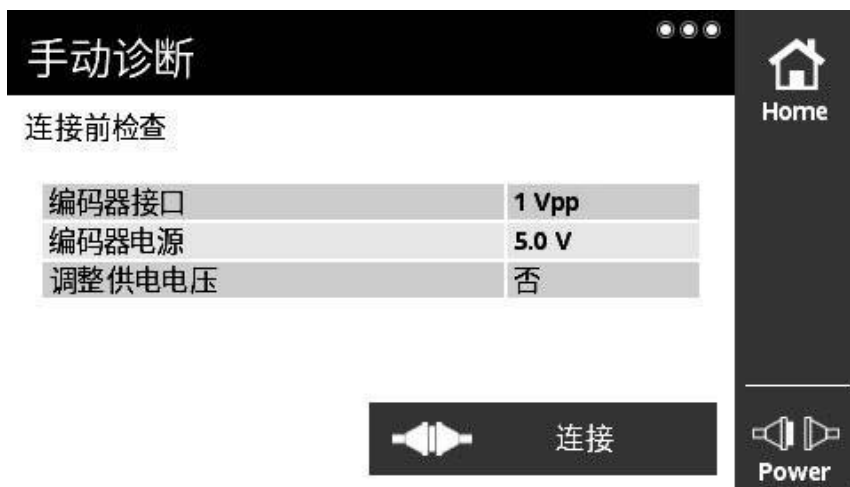 手动诊断
Home
连接前检查
编码器接口 1 Vpp
编码器电源 5.0 V
调整供电电压 否
连接
Power